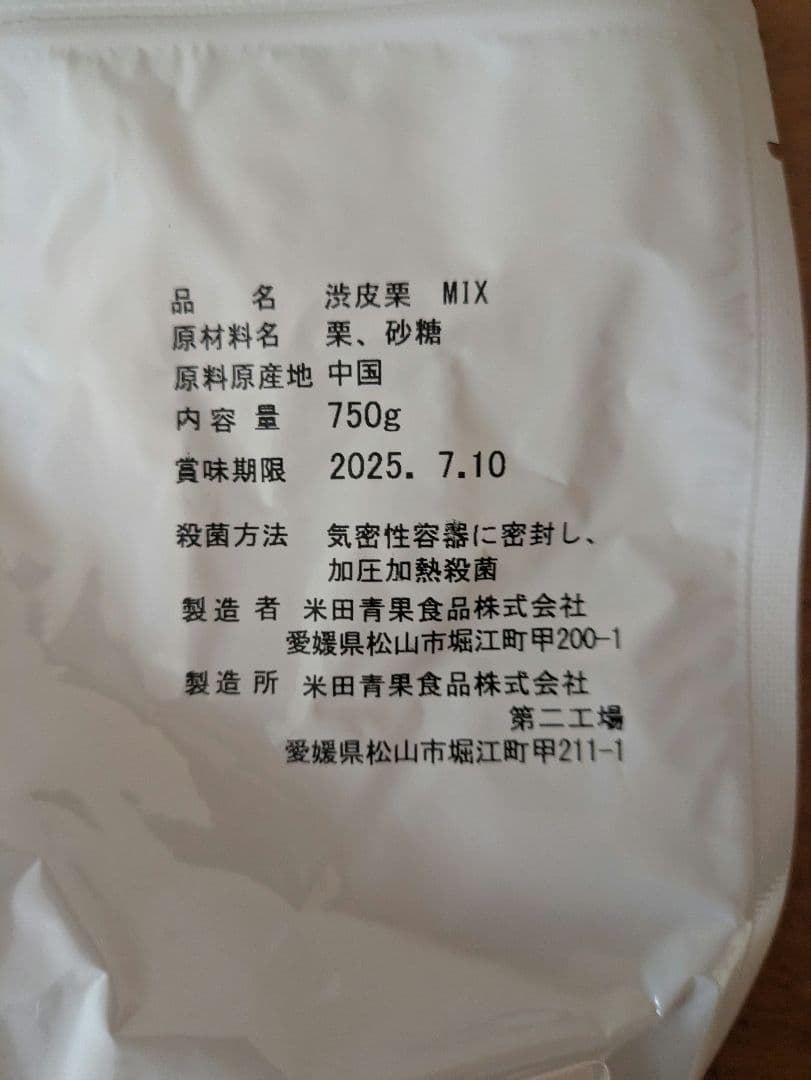 品名 渋皮栗 MIX
原材料名 栗、砂糖
原料原産地 中国
内容量 750g
賞味期限 2025. 7.10
殺菌方法 気密性容器に密封し、
加圧加熱殺菌
製造者 米田青果食品株式会社
愛媛県松山市堀江町甲200-1
製造所 米田青果食品株式会社
第二工場
愛媛県松山市堀江町甲211-1